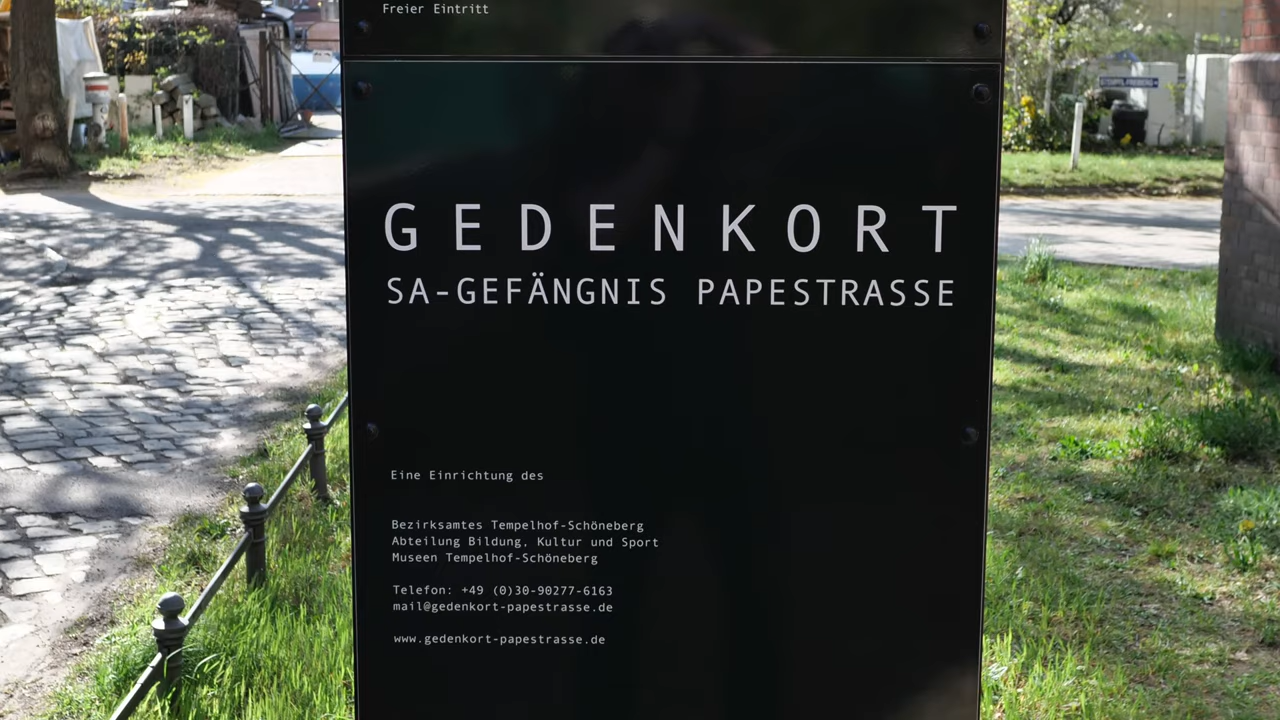 Freier Eintritt
GEDENKORT
SA-GEFÄNGNIS PAPESTRASSE
Eine Einrichtung des
Bezirksamtes Tempelhof-Schöneberg
Abteilung Bildung, Kultur und Sport
Museen Tempelhof-Schöneberg
Telefon: +49 (0)30-90277-6163
mail@gedenkort-papestrasse.de
www.gedenkort-papestrasse.de